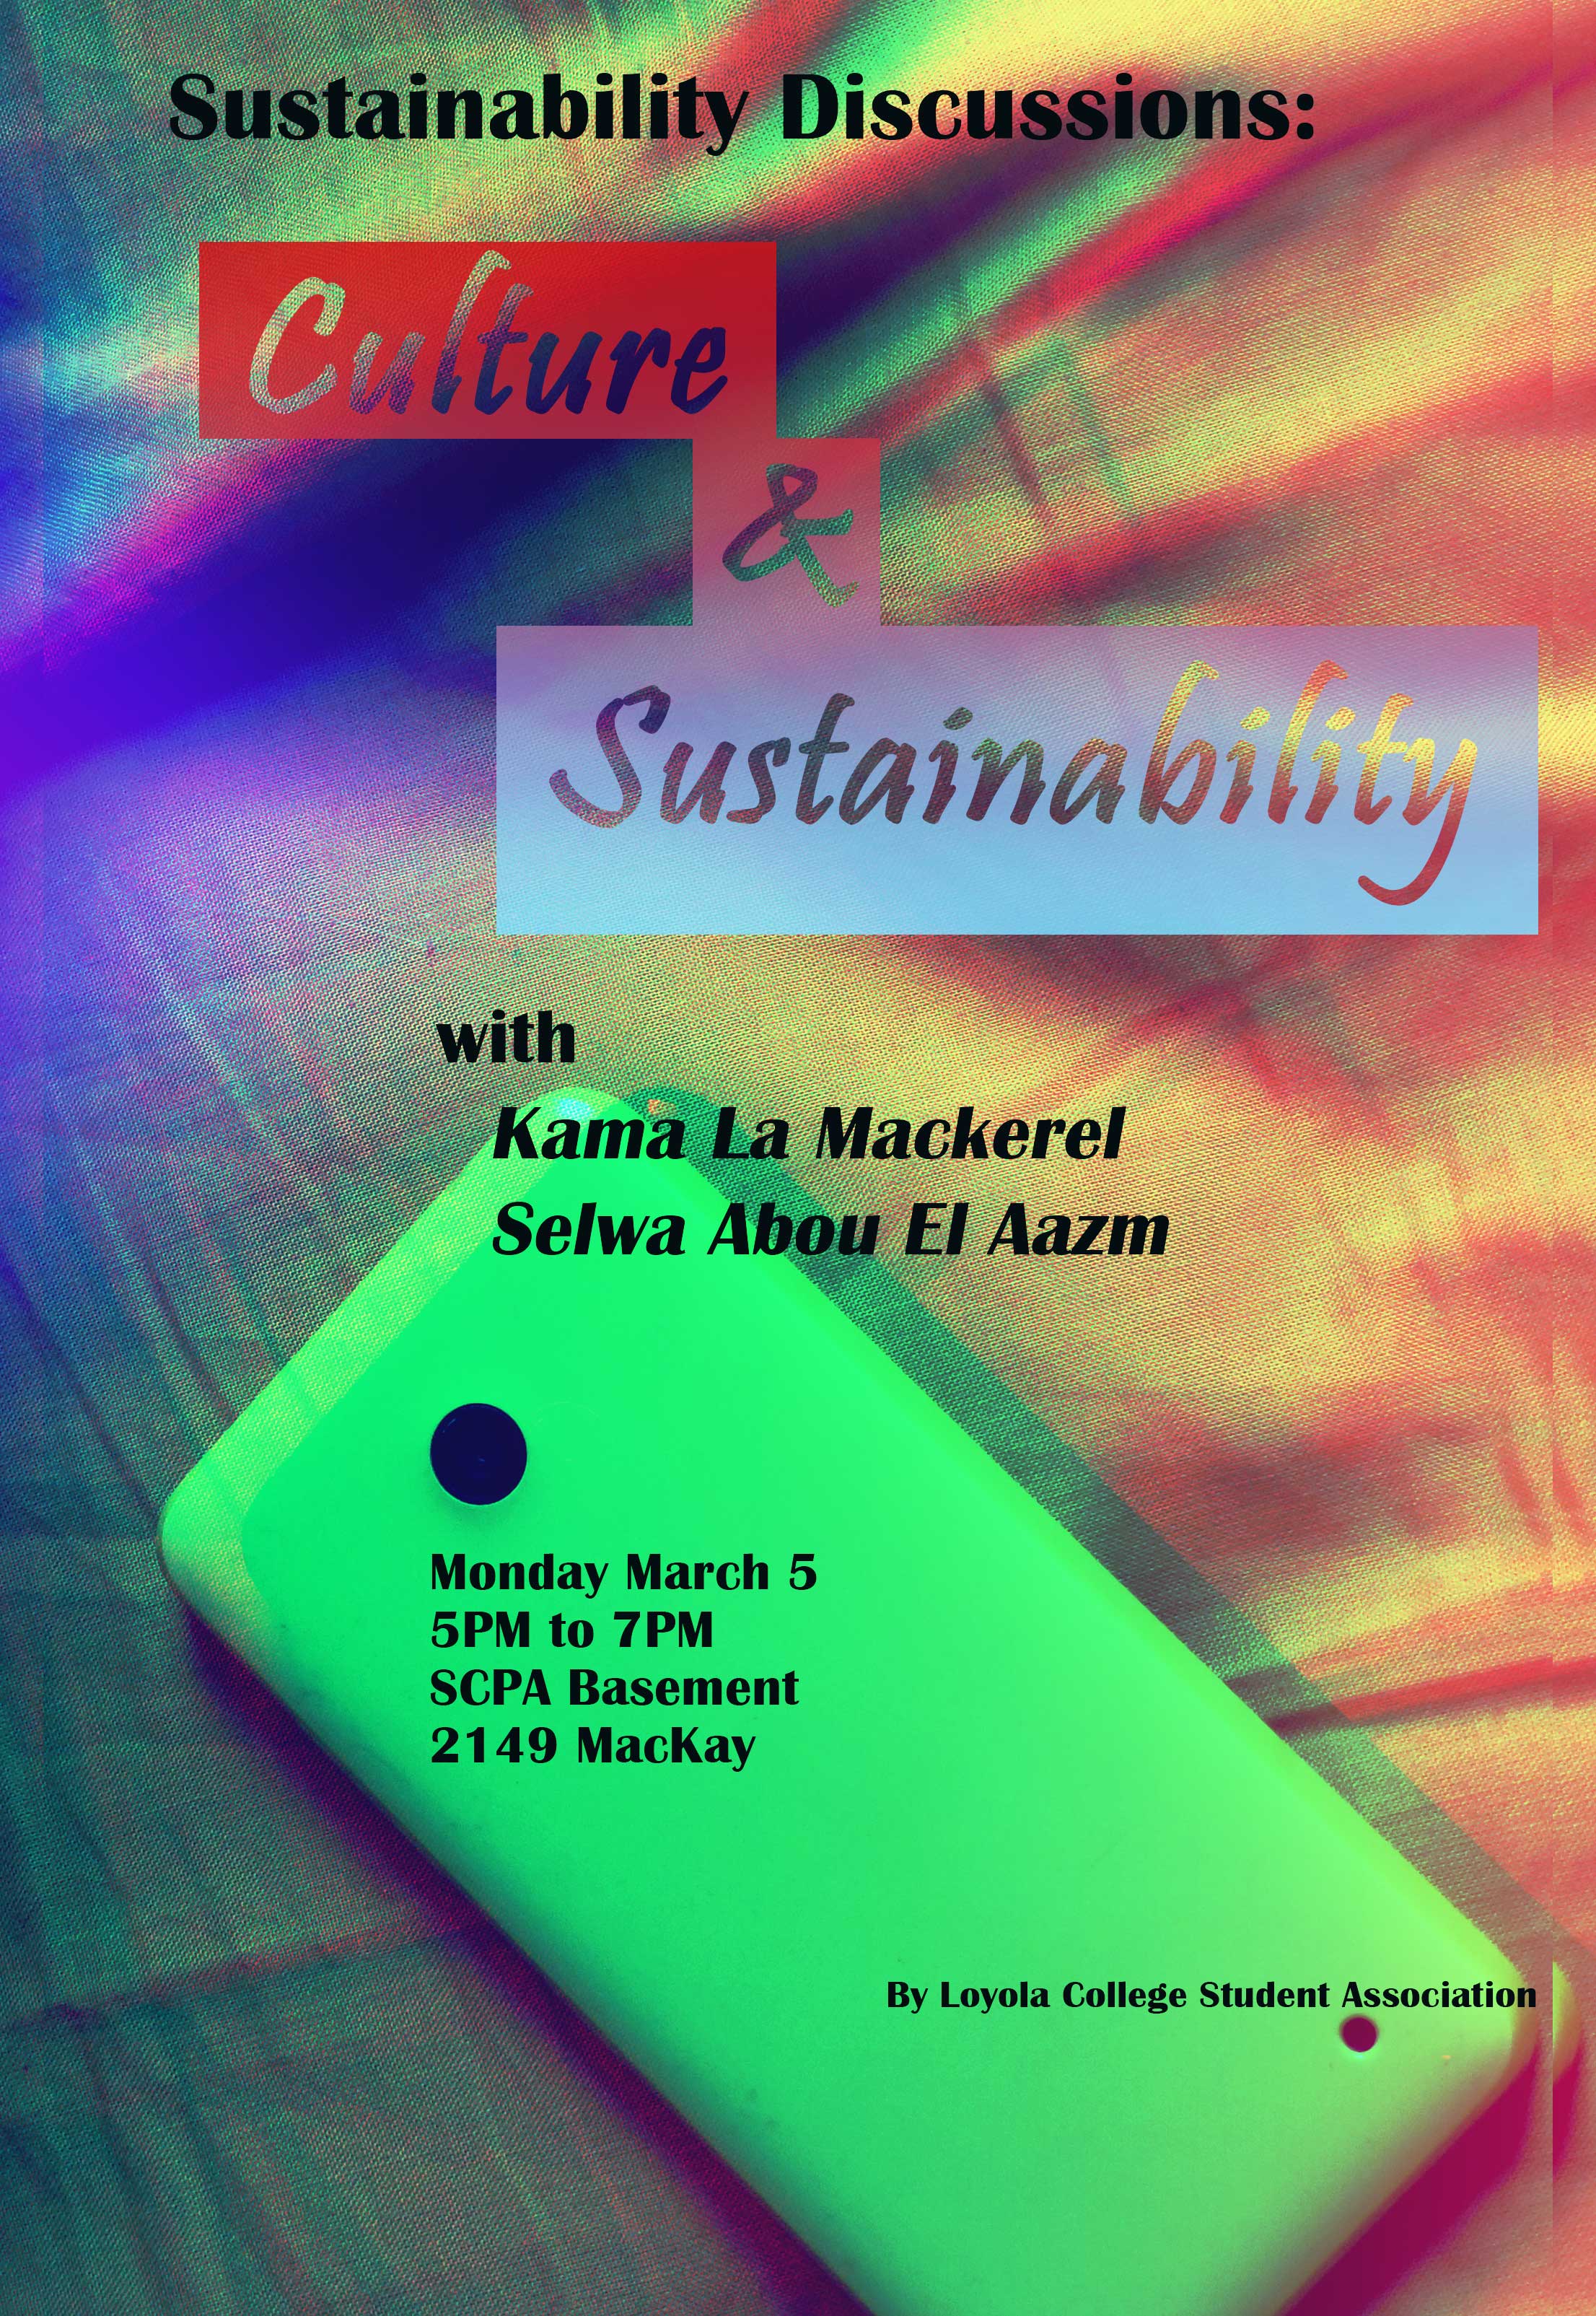 Sustainability Discussions:
Culture
&
Sustainability
with
Kama La Mackerel
Selwa Abou El Aazm
Monday March 5
5PM to 7PM
SCPA Basement
2149 MacKay
By Loyola College Student Association